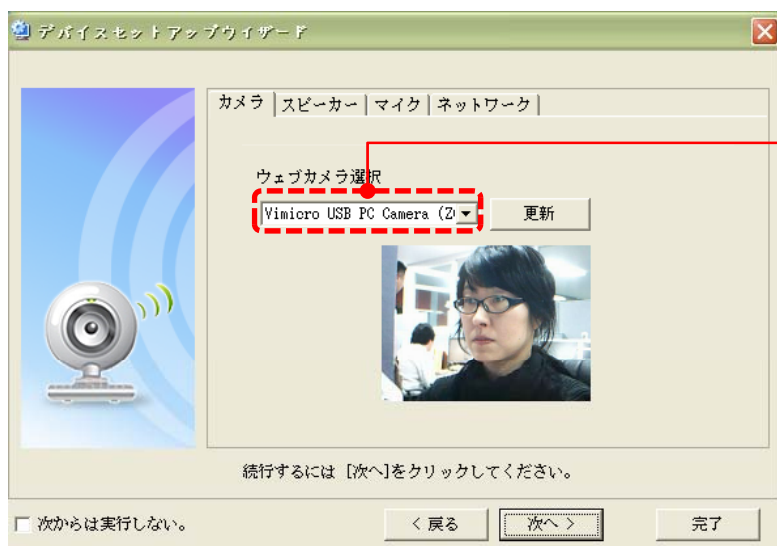 デバイスセットアップウィザード
カメラ スピーカー マイク ネットワーク
ウェブカメラ選択
Vimicro USB PC Camera (Z
更新
続行するには [次へ]をクリックしてください。
次からは実行しない。
< 戻る 次へ > 完了